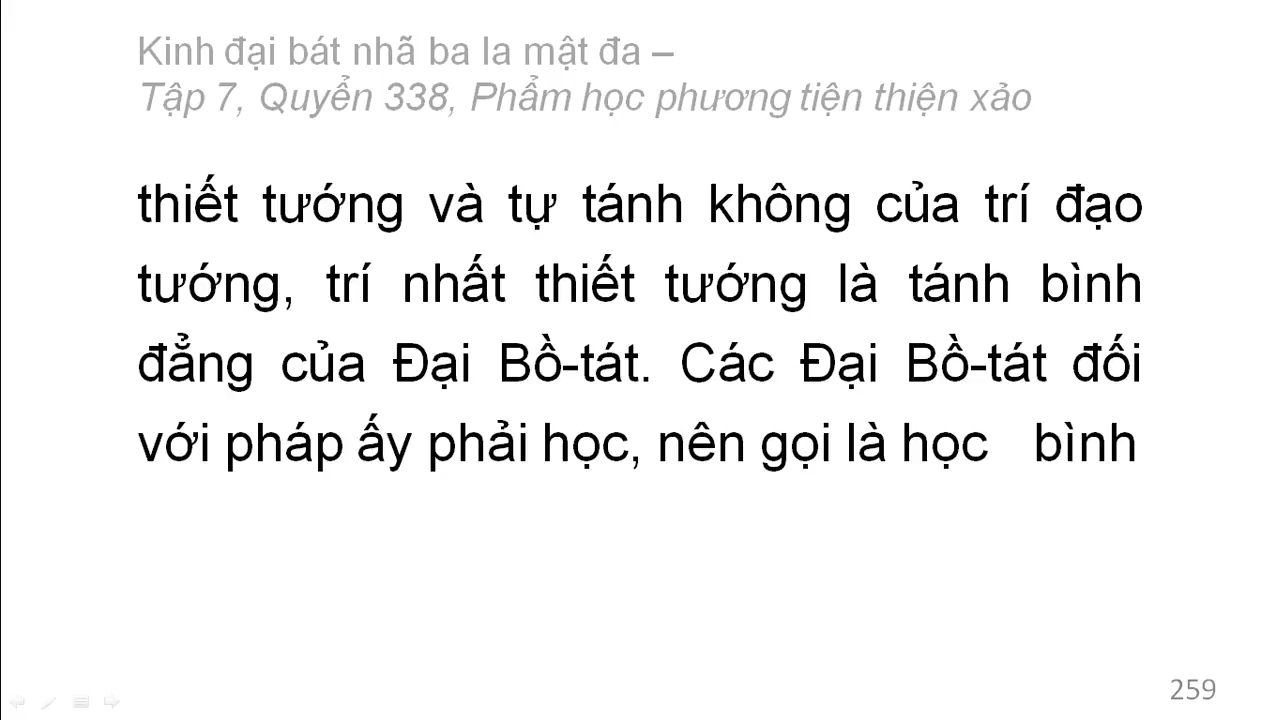 Kinh đại bát nhã ba la mật đa –
Tập 7, Quyển 338, Phẩm học phương tiện thiện xảo
thiết tướng và tự tánh không của trí đạo
tướng, trí nhất thiết tướng là tánh bình
đẳng của Đại Bồ-tát. Các Đại Bồ-tát đối
với pháp ấy phải học, nên gọi là học bình
259